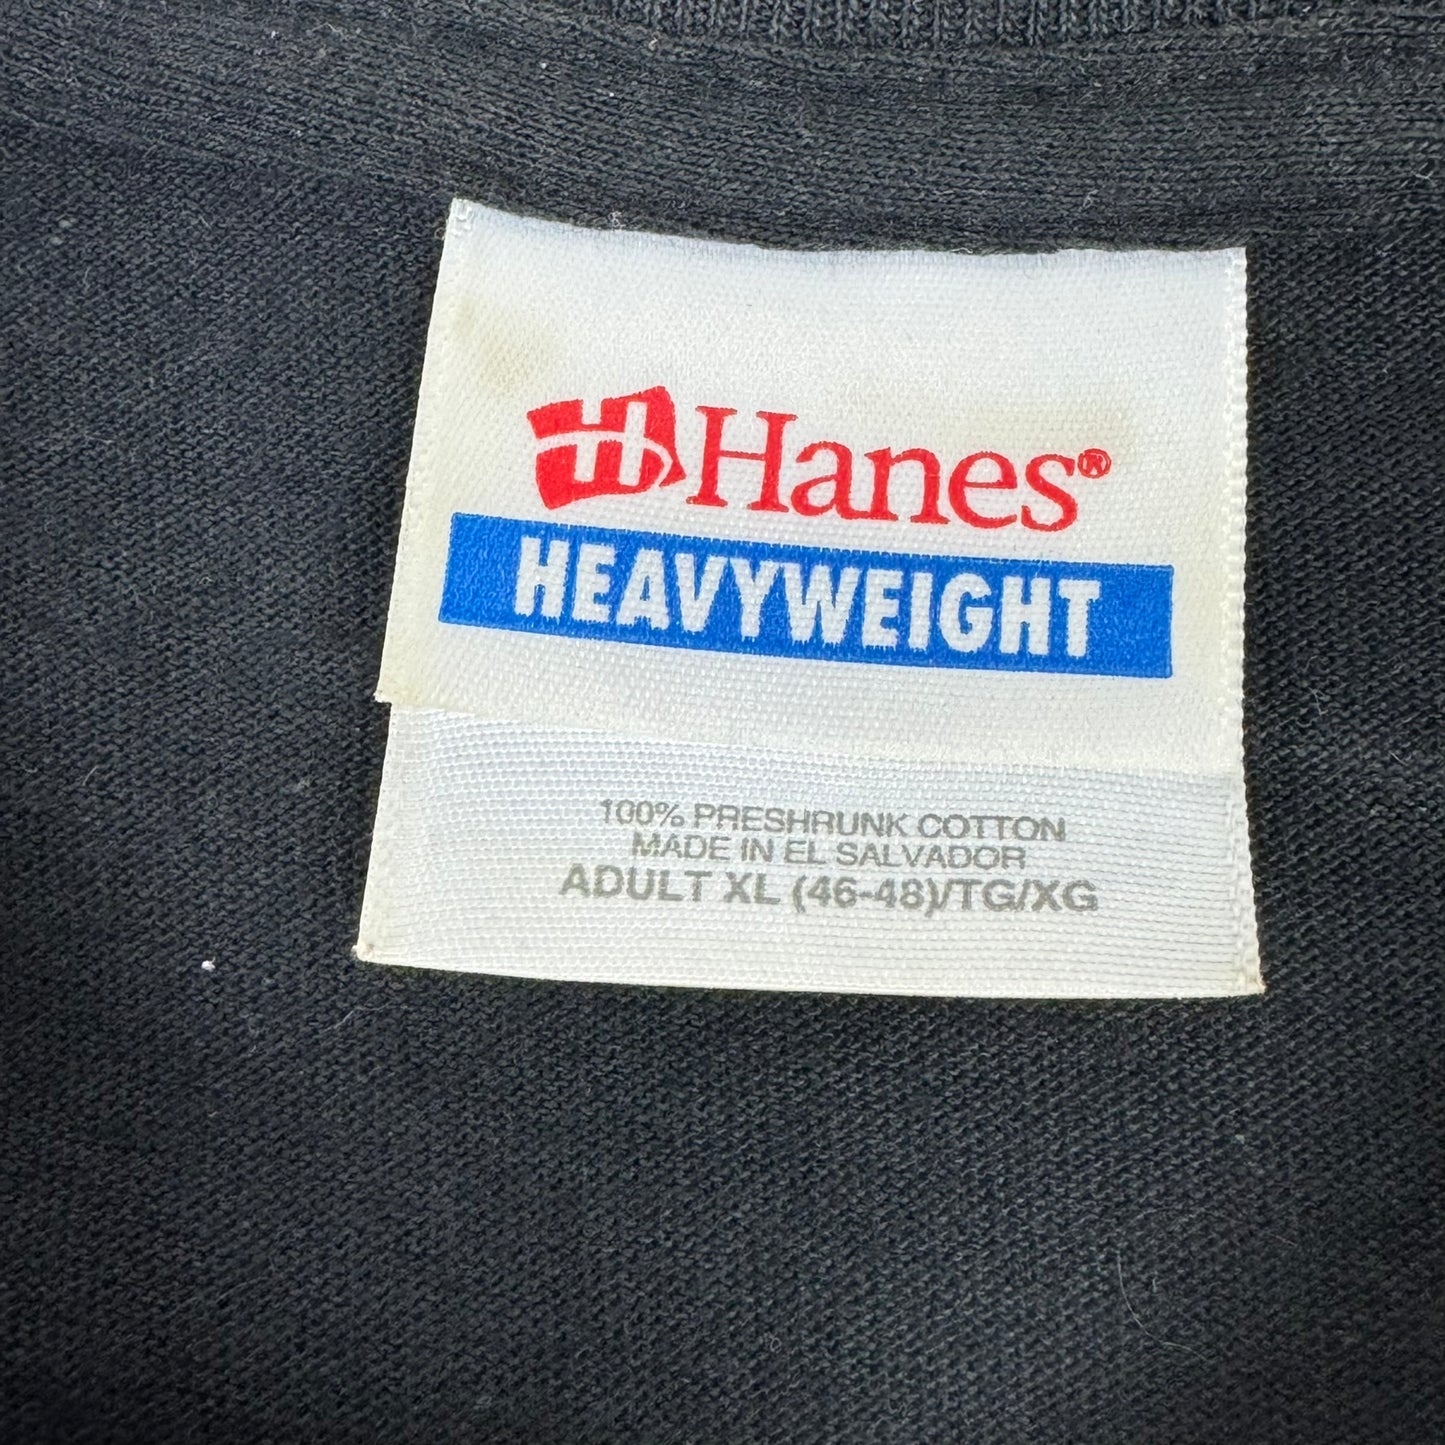 H Hanes®
HEAVYWEIGHT
100% PRESHRUNK COTTON
MADE IN EL SALVADOR
ADULT XL (46-48)/TG/XG